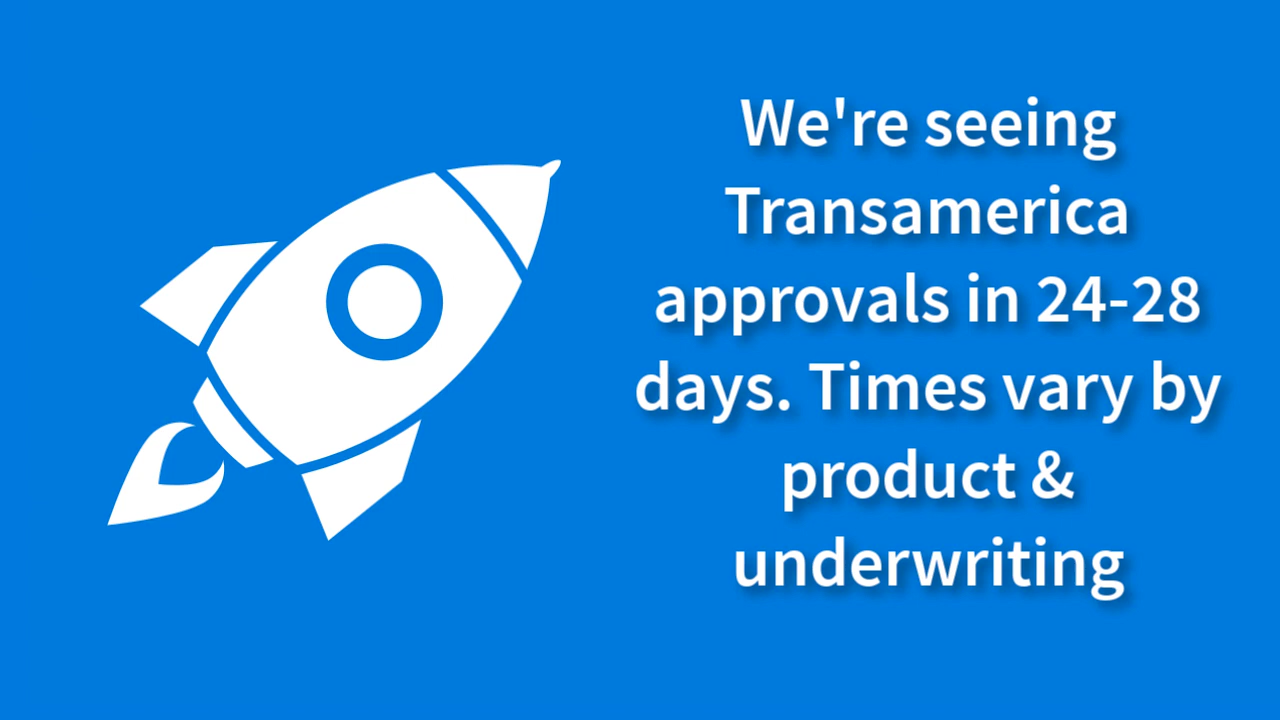 We're seeing
Transamerica
approvals in 24-28
days. Times vary by
product &
underwriting